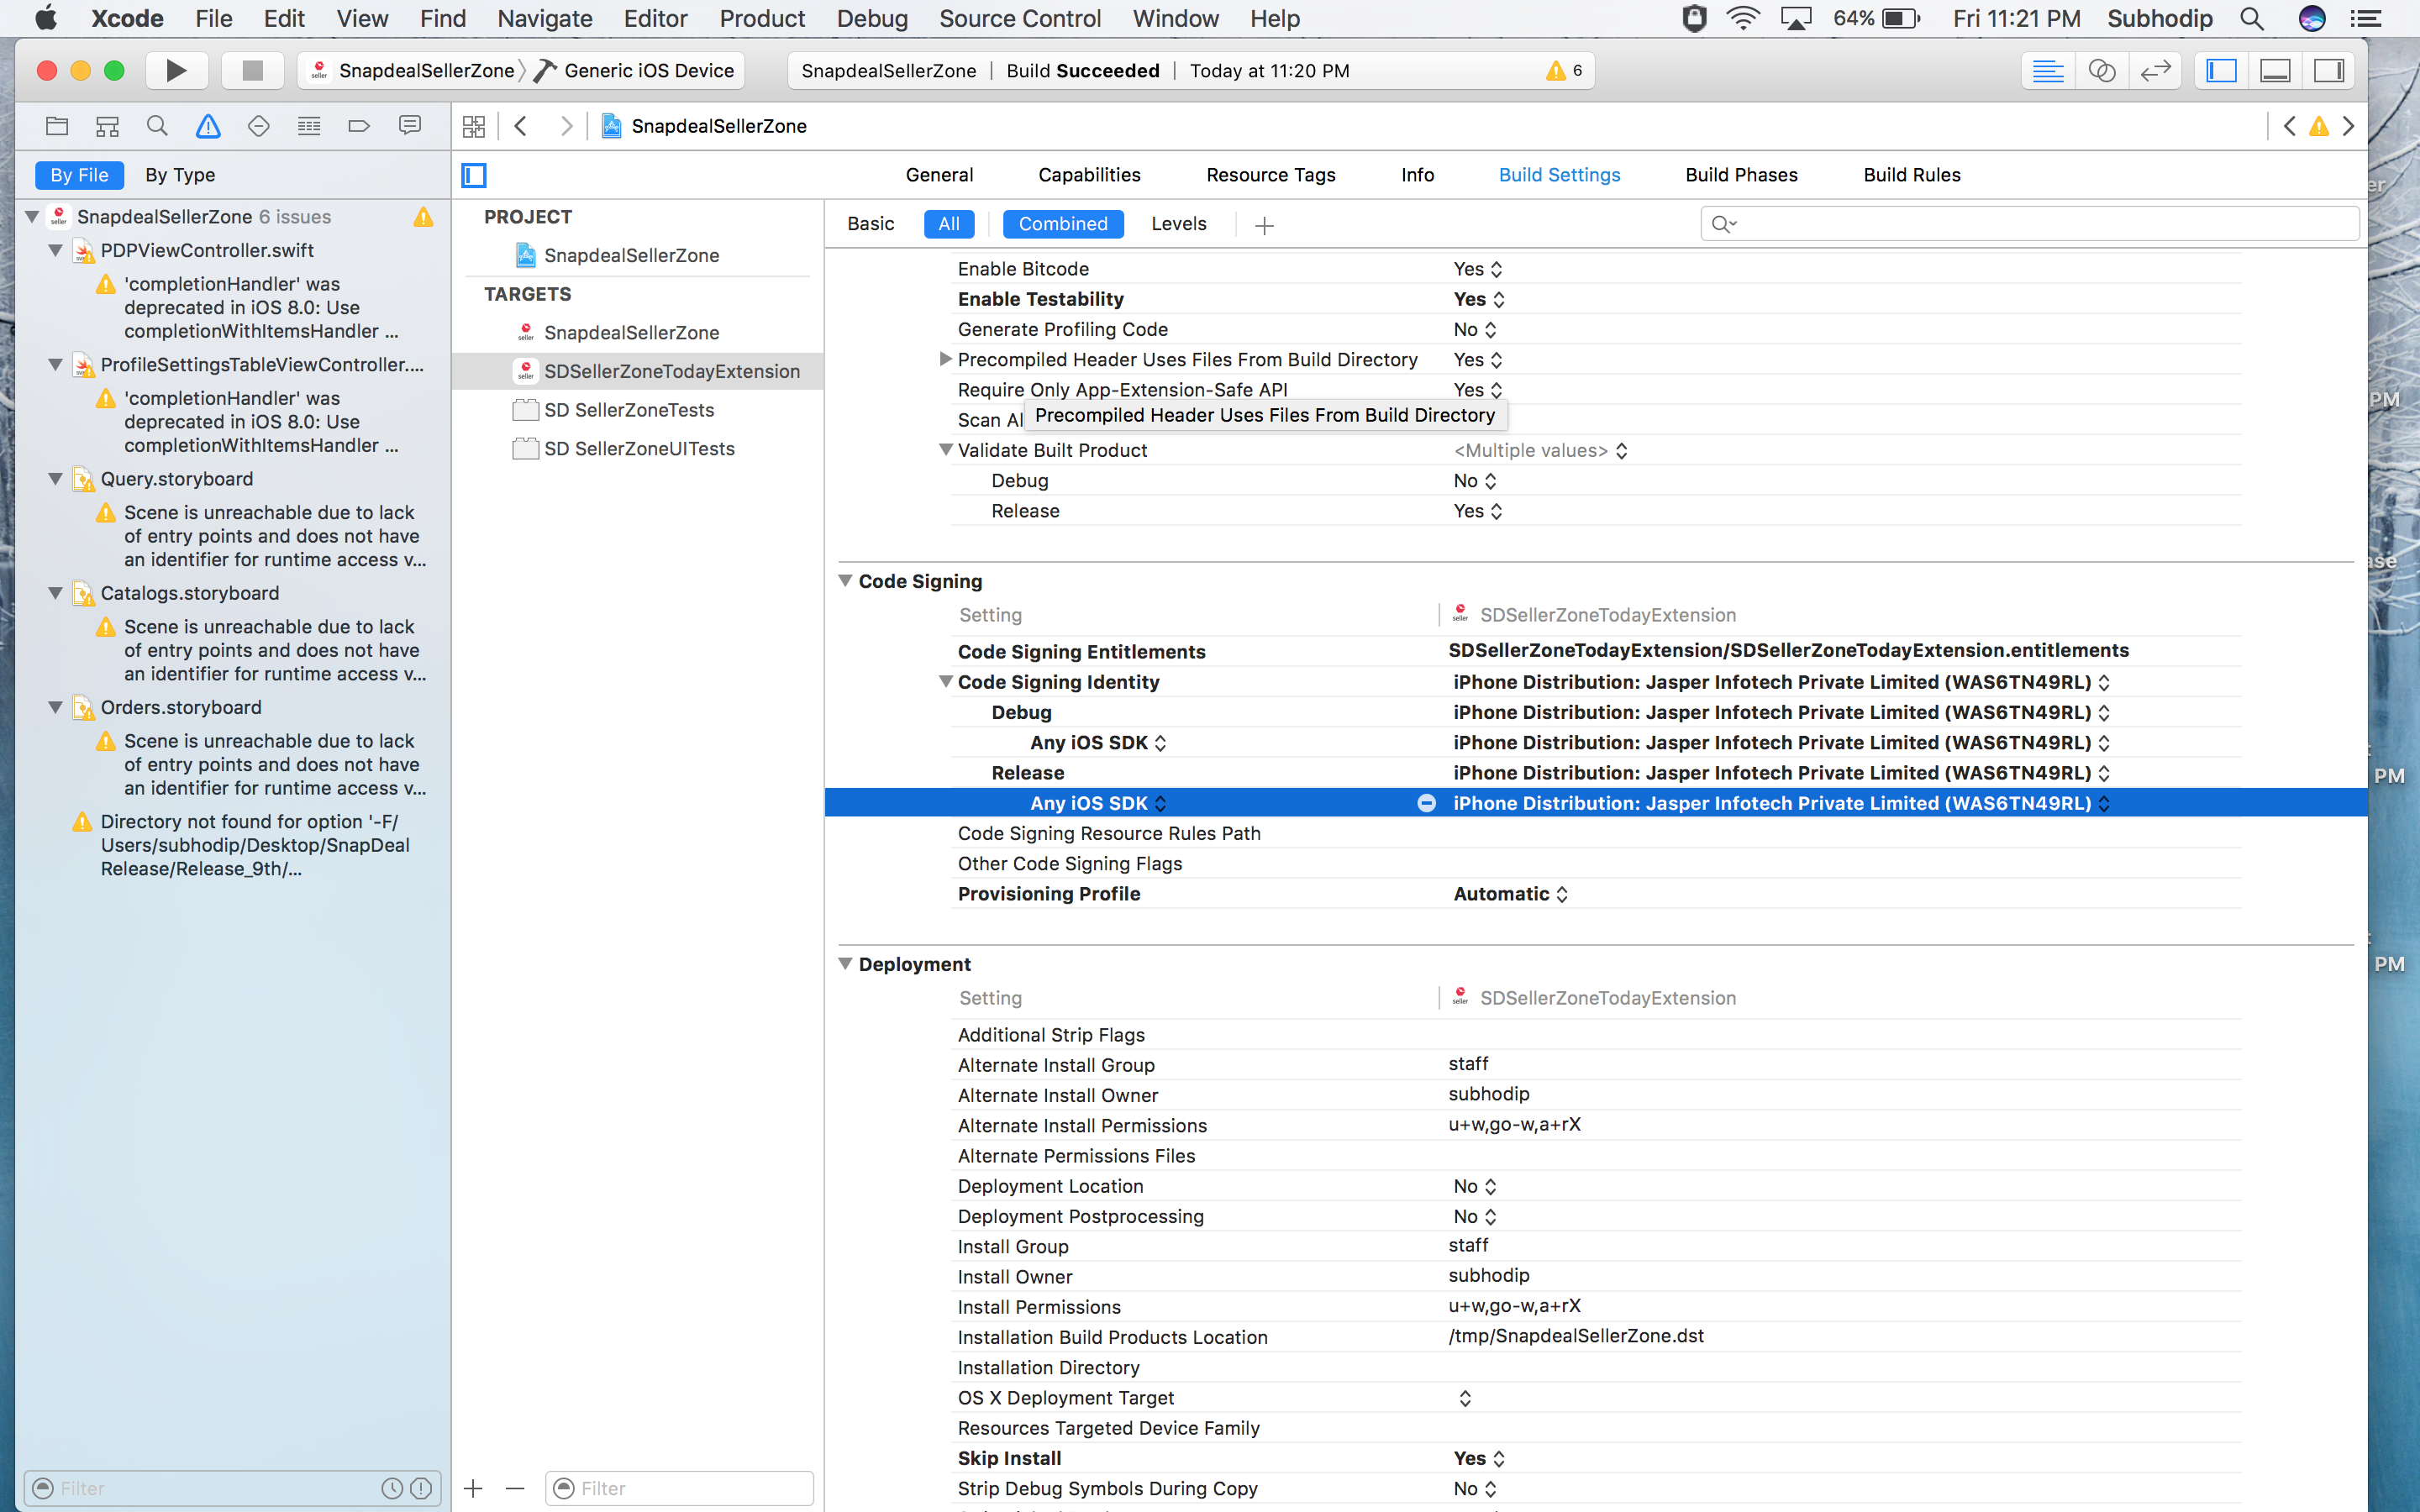 Xcode File Edit View Find Navigate Editor Product Debug Source Control Window Help 64% Fri 11:21 PM Subhodip
SnapdealSellerZone Generic iOS Device SnapdealSellerZone | Build Succeeded | Today at 11:20 PM 6
SnapdealSellerZone
By File By Type
General Capabilities Resource Tags Info Build Settings Build Phases Build Rules
SnapdealSellerZone 6 issues
PDPViewController.swift
'completionHandler' was
deprecated in iOS 8.0: Use
completionWithItemsHandler ...
ProfileSettingsTableViewController....
'completionHandler' was
deprecated in iOS 8.0: Use
completionWithItemsHandler ...
Query.storyboard
Scene is unreachable due to lack
of entry points and does not have
an identifier for runtime access v...
Catalogs.storyboard
Scene is unreachable due to lack
of entry points and does not have
an identifier for runtime access v...
Orders.storyboard
Scene is unreachable due to lack
of entry points and does not have
an identifier for runtime access v...
Directory not found for option '-F/
Users/subhodip/Desktop/SnapDeal
Release/Release_9th/...
Filter
PROJECT
SnapdealSellerZone
TARGETS
SnapdealSellerZone
SDSellerZoneTodayExtension
SD SellerZoneTests
SD SellerZoneUITests
Filter
Basic All Combined Levels
Enable Bitcode Yes
Enable Testability Yes
Generate Profiling Code No
Precompiled Header Uses Files From Build Directory Yes
Require Only App-Extension-Safe API Yes
Scan Al
Precompiled Header Uses Files From Build Directory
Validate Built Product <Multiple values>
Debug No
Release Yes
Code Signing
Setting seller SDSellerZoneTodayExtension
Code Signing Entitlements SDSellerZoneTodayExtension/SDSellerZoneTodayExtension.entitlements
Code Signing Identity iPhone Distribution: Jasper Infotech Private Limited (WAS6TN49RL)
Debug iPhone Distribution: Jasper Infotech Private Limited (WAS6TN49RL)
Any iOS SDK iPhone Distribution: Jasper Infotech Private Limited (WAS6TN49RL)
Release iPhone Distribution: Jasper Infotech Private Limited (WAS6TN49RL)
Any iOS SDK iPhone Distribution: Jasper Infotech Private Limited (WAS6TN49RL)
Code Signing Resource Rules Path
Other Code Signing Flags
Provisioning Profile Automatic
Deployment
Setting seller SDSellerZoneTodayExtension
Additional Strip Flags
Alternate Install Group staff
Alternate Install Owner subhodip
Alternate Install Permissions u+w,go-w,a+rX
Alternate Permissions Files
Deployment Location No
Deployment Postprocessing No
Install Group staff
Install Owner subhodip
Install Permissions u+w,go-w,a+rX
Installation Build Products Location /tmp/SnapdealSellerZone.dst
Installation Directory
OS X Deployment Target
Resources Targeted Device Family
Skip Install Yes
Strip Debug Symbols During Copy No
PM
PM
PM